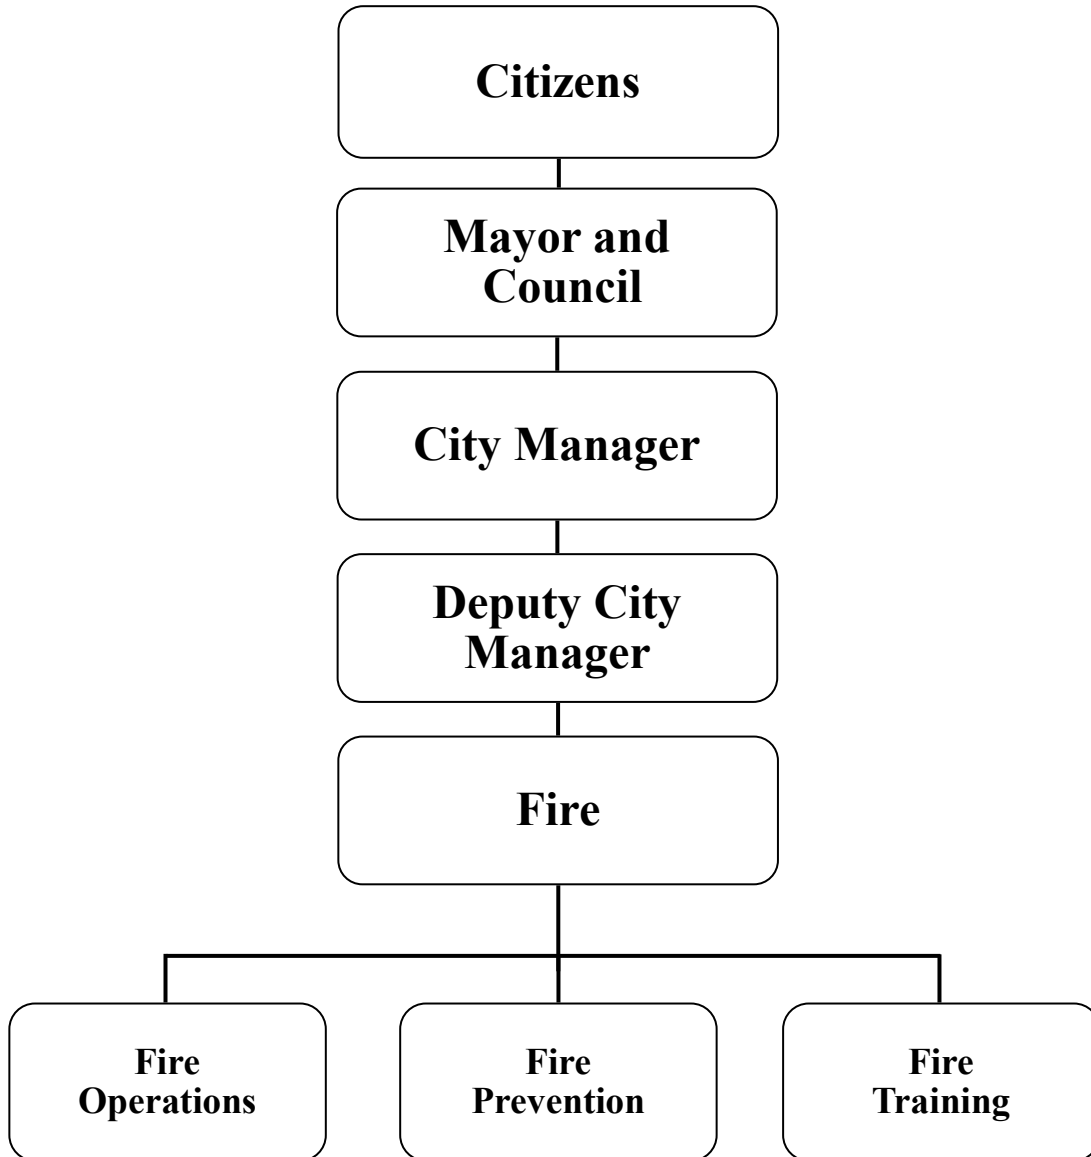 Citizens
Mayor and
Council
City Manager
Deputy City
Manager
Fire
Fire
Operations
Fire
Prevention
Fire
Training